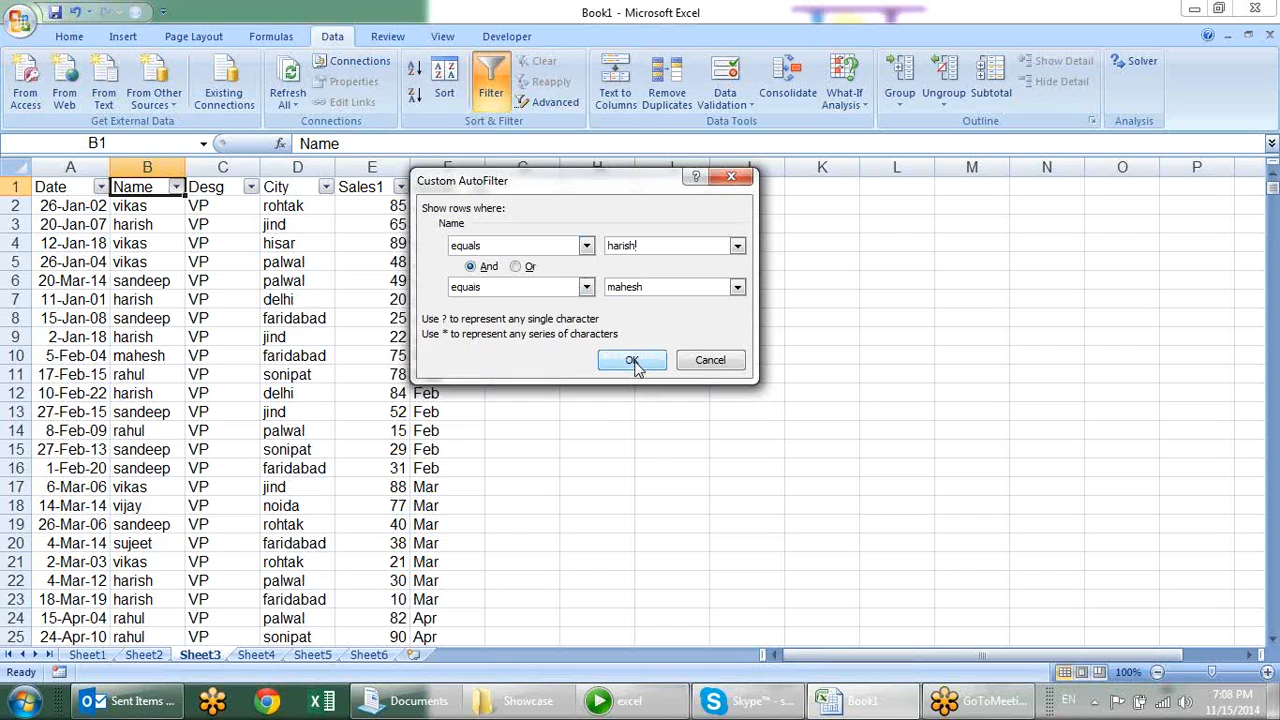 Book1 - Microsoft Excel
Home Insert Page Layout Formulas Data Review View Developer
From Access
From Web
From Text
From Other Sources
Existing Connections
Get External Data
Refresh All
Connections
Properties
Edit Links
Connections
Sort
Filter
Clear
Reapply
Advanced
Sort & Filter
Text to Columns
Remove Duplicates
Data Validation
Consolidate
What-If Analysis
Data Tools
Group
Ungroup
Subtotal
Show Detail
Hide Detail
Outline
Solver
Analysis
B1 fx Name
A B C D E K L M N O P
1 Date Name Desg City Sales1
2 26-Jan-02 vikas VP rohtak 85
3 20-Jan-07 harish VP jind 65
4 12-Jan-18 vikas VP hisar 89
5 26-Jan-04 vikas VP palwal 48
6 20-Mar-14 sandeep VP palwal 49
7 11-Jan-01 harish VP delhi 20
8 15-Jan-08 sandeep VP faridabad 25
9 2-Jan-18 harish VP jind 22
10 5-Feb-04 mahesh VP faridabad 75
11 17-Feb-15 rahul VP sonipat 78
12 10-Feb-22 harish VP delhi 84 Feb
13 27-Feb-15 sandeep VP jind 52 Feb
14 8-Feb-09 rahul VP palwal 15 Feb
15 27-Feb-13 sandeep VP sonipat 29 Feb
16 1-Feb-20 sandeep VP faridabad 31 Feb
17 6-Mar-06 vikas VP jind 88 Mar
18 14-Mar-14 vijay VP noida 77 Mar
19 26-Mar-06 sandeep VP rohtak 40 Mar
20 4-Mar-14 sujeet VP faridabad 38 Mar
21 2-Mar-03 vikas VP rohtak 21 Mar
22 4-Mar-12 harish VP palwal 30 Mar
23 18-Mar-19 harish VP faridabad 10 Mar
24 15-Apr-04 rahul VP palwal 82 Apr
25 24-Apr-10 rahul VP sonipat 90 Apr
Custom AutoFilter
Show rows where:
Name
equals harish
And Or
equals mahesh
Use ? to represent any single character
Use * to represent any series of characters
OK Cancel
Sheet1 Sheet2 Sheet3 Sheet4 Sheet5 Sheet6
Ready 100%
Sent Items ... Documents Showcase excel Skype™ - s... Book1 GoToMeeti... EN 7:08 PM
11/15/2014